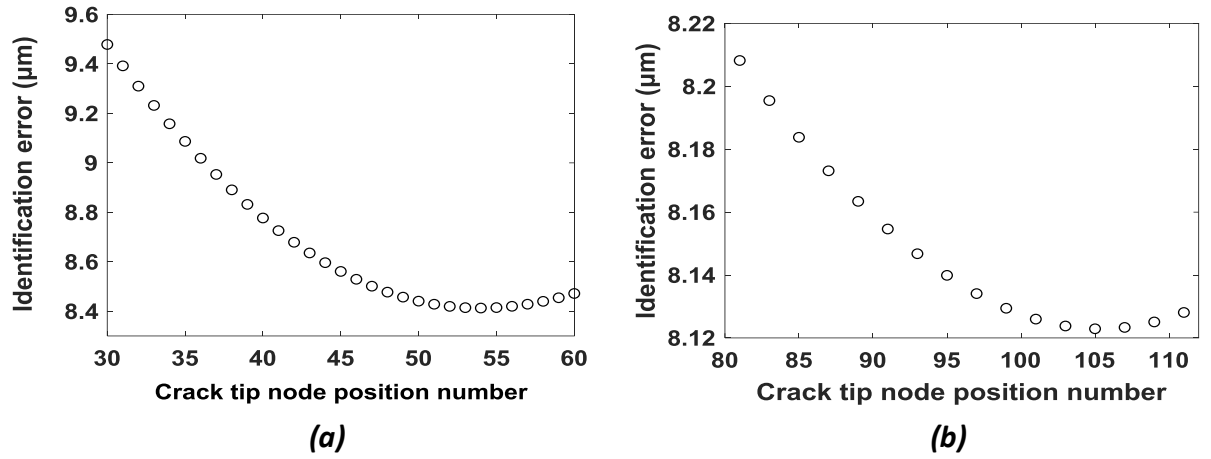 9.6
9.4
9.2
9
8.8
8.6
8.4
30 35 40 45 50 55 60
Identification error (µm)
Crack tip node position number
(a)
8.22
8.2
8.18
8.16
8.14
8.12
80 85 90 95 100 105 110
Identification error (µm)
Crack tip node position number
(b)